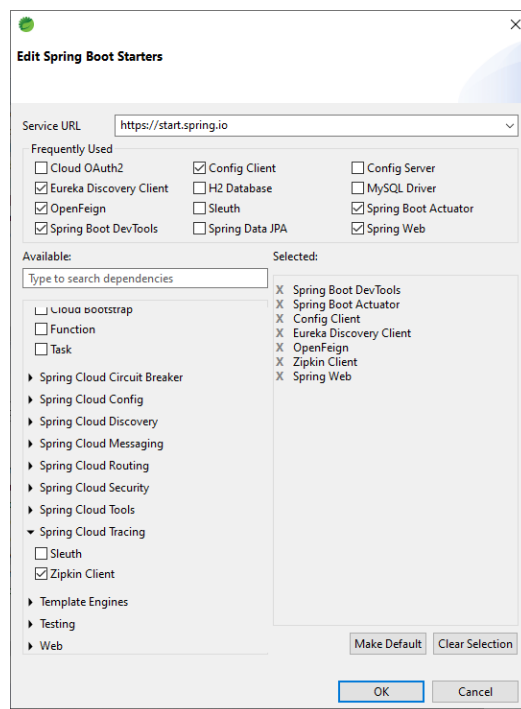 Edit Spring Boot Starters
Service URL https://start.spring.io
Frequently Used
Cloud OAuth2 Config Client Config Server
Eureka Discovery Client H2 Database MySQL Driver
OpenFeign Sleuth Spring Boot Actuator
Spring Boot DevTools Spring Data JPA Spring Web
Available: Selected:
Type to search dependencies
X Spring Boot DevTools
X Spring Boot Actuator
X Config Client
X Eureka Discovery Client
X OpenFeign
X Zipkin Client
X Spring Web
Cloud Bootstrap
Function
Task
Spring Cloud Circuit Breaker
Spring Cloud Config
Spring Cloud Discovery
Spring Cloud Messaging
Spring Cloud Routing
Spring Cloud Security
Spring Cloud Tools
Spring Cloud Tracing
Sleuth
Zipkin Client
Template Engines
Testing
Web
Make Default Clear Selection
OK Cancel